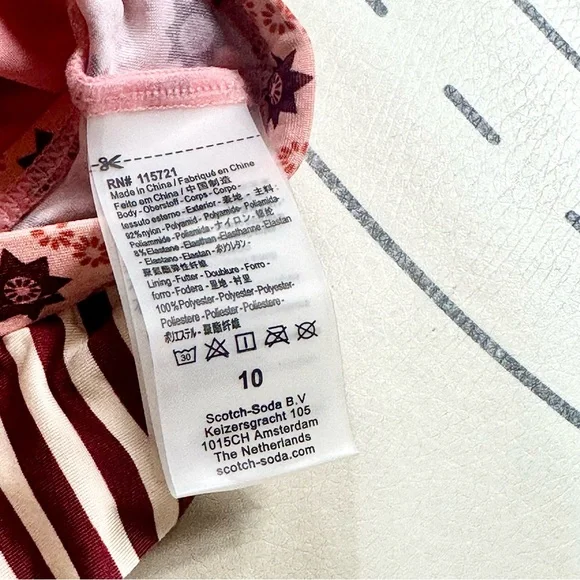 RN# 115721
Made in China / Fabriqué en Chine
Feito em China / 中国制造
Body - Oberstoff - Corps - Corpo -
tessuto esterno - Exterior - 表地 - 主料:
92%nylon - Polyamid - Polyamide -
Poliammide - Poliamida - ナイロン - 锦纶
8% Elastane - Elasthan - Elasthanne - Elastan
- Elastano - Elastan - ポリウレタン -
聚氨酯弹性纤维
Lining - Futter - Doublure - Forro -
forro - Fodera - 里地 - 衬里
100%Polyester - Polyester - Polyester -
Poliestere - Poliester - Poliestere -
ポリエステル - 聚酯纤维
30
10
Scotch-Soda B.V
Keizersgracht 105
1015CH Amsterdam
The Netherlands
scotch-soda.com